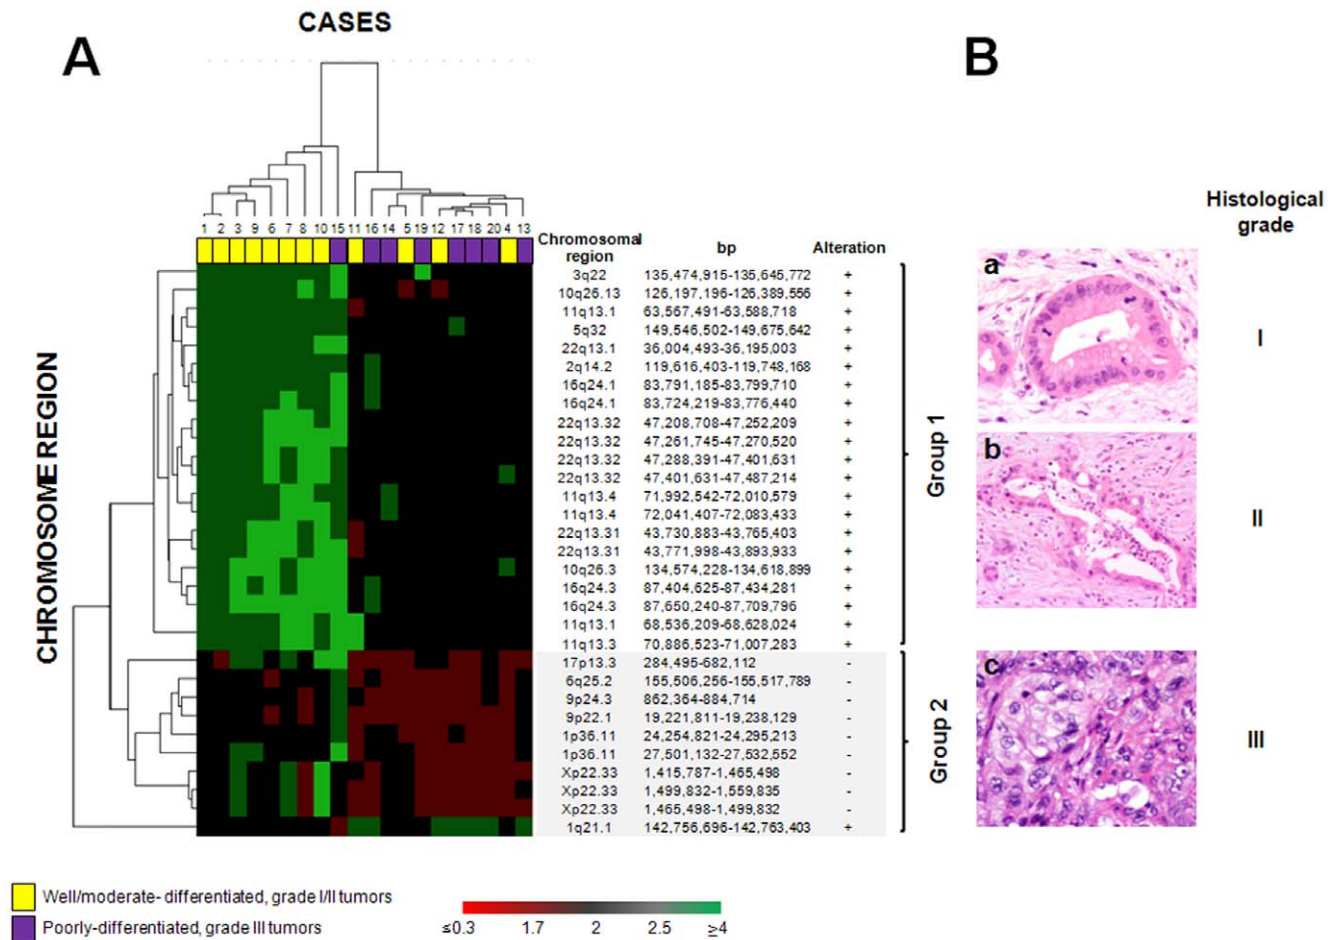 CASES
A
B
1 2 3 9 6 7 8 10 15 11 16 14 5 19 12 17 18 20 4 13
Chromosomal region bp Alteration
3q22 135,474,915-135,645,772 +
10q26.13 126,197,196-126,389,556 +
11q13.1 63,567,491-63,588,718 +
5q32 149,546,502-149,675,642 +
22q13.1 36,004,493-36,195,003 +
2q14.2 119,616,403-119,748,168 +
16q24.1 83,791,185-83,799,710 +
16q24.1 83,724,219-83,776,440 +
22q13.32 47,208,708-47,252,209 +
22q13.32 47,261,745-47,270,520 +
22q13.32 47,288,391-47,401,631 +
22q13.32 47,401,631-47,487,214 +
11q13.4 71,992,542-72,010,579 +
11q13.4 72,041,407-72,083,433 +
22q13.31 43,730,883-43,765,403 +
22q13.31 43,771,998-43,893,933 +
10q26.3 134,574,228-134,618,899 +
16q24.3 87,404,625-87,434,281 +
16q24.3 87,650,240-87,709,796 +
11q13.1 68,536,209-68,628,024 +
11q13.3 70,886,523-71,007,283 +
17p13.3 284,495-682,112 -
6q25.2 155,506,256-155,517,789 -
9p24.3 862,364-884,714 -
9p22.1 19,221,811-19,238,129 -
1p36.11 24,254,821-24,295,213 -
1p36.11 27,501,132-27,532,552 -
Xp22.33 1,415,787-1,465,498 -
Xp22.33 1,499,832-1,559,835 -
Xp22.33 1,465,498-1,499,832 -
1q21.1 142,756,696-142,763,403 +
CHROMOSOME REGION
Group 1
Group 2
Histological
grade
a
I
b
II
c
III
Well/moderate- differentiated, grade I/II tumors
Poorly-differentiated, grade III tumors
≤0.3 1.7 2 2.5 ≥4